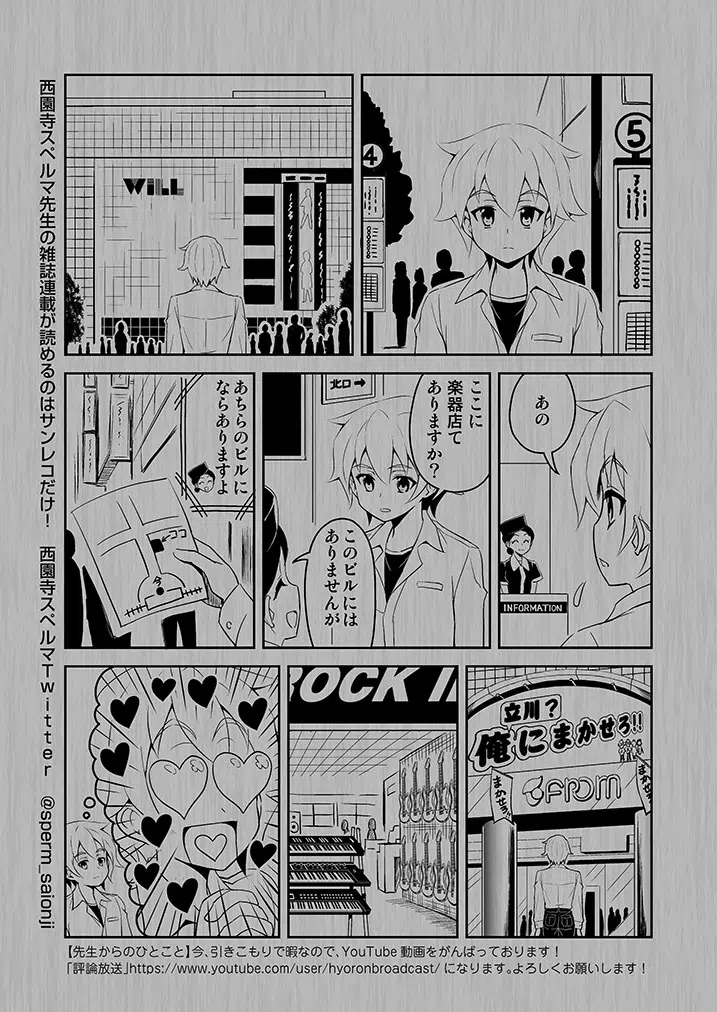 ④
⑤
WiLL
あの
INFORMATION
ここに
楽器店て
ありますか？
北口→
このビルには
ありませんが―
あちらのビルに
ならありますよ
ココ
今
立川？
俺にまかせろ!!
まかせろ!!
まかせろ!!
FROM
ROCK I
西園寺スペルマ先生の雑誌連載が読めるのはサンレコだけ！　西園寺スペルマTwitter　@sperm_salonji
【先生からのひとこと】今、引きこもりで暇なので、YouTube 動画をがんばっております！
「評論放送」https://www.youtube.com/user/hyoronbroadcast/ になります。よろしくお願いします！